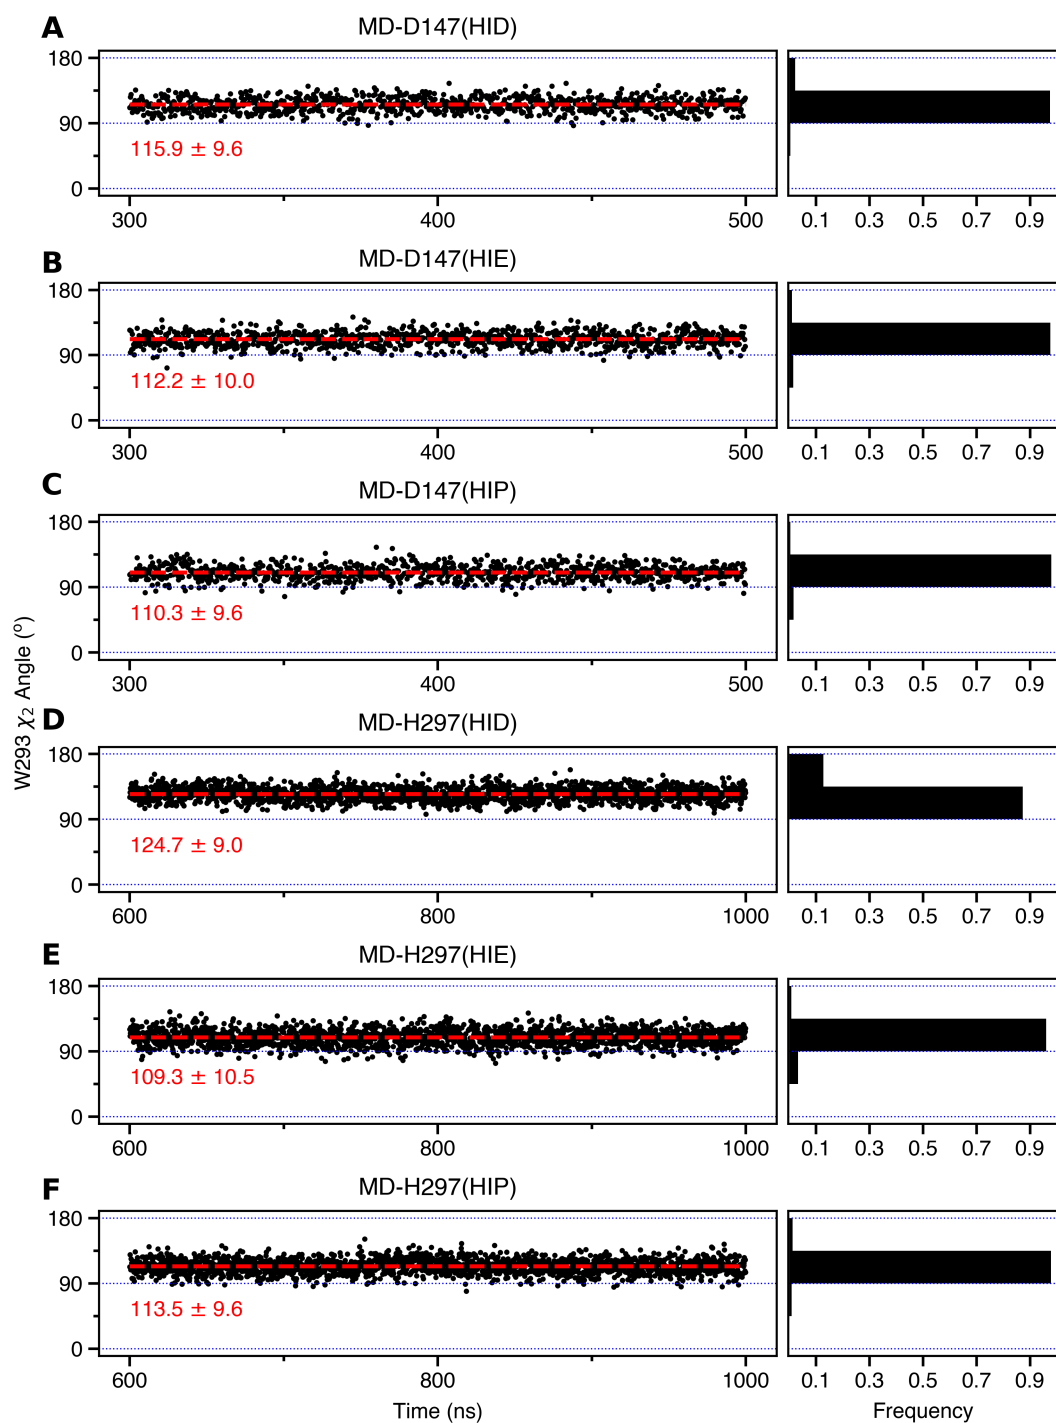 A
MD-D147(HID)
180
90
0
115.9 ± 9.6
300 400 500
0.1 0.3 0.5 0.7 0.9
B
MD-D147(HIE)
180
90
0
112.2 ± 10.0
300 400 500
0.1 0.3 0.5 0.7 0.9
C
MD-D147(HIP)
180
90
0
110.3 ± 9.6
300 400 500
0.1 0.3 0.5 0.7 0.9
W293 χ₂ Angle (º)
D
MD-H297(HID)
180
90
0
124.7 ± 9.0
600 800 1000
0.1 0.3 0.5 0.7 0.9
E
MD-H297(HIE)
180
90
0
109.3 ± 10.5
600 800 1000
0.1 0.3 0.5 0.7 0.9
F
MD-H297(HIP)
180
90
0
113.5 ± 9.6
600 800 1000
0.1 0.3 0.5 0.7 0.9
Time (ns)
Frequency